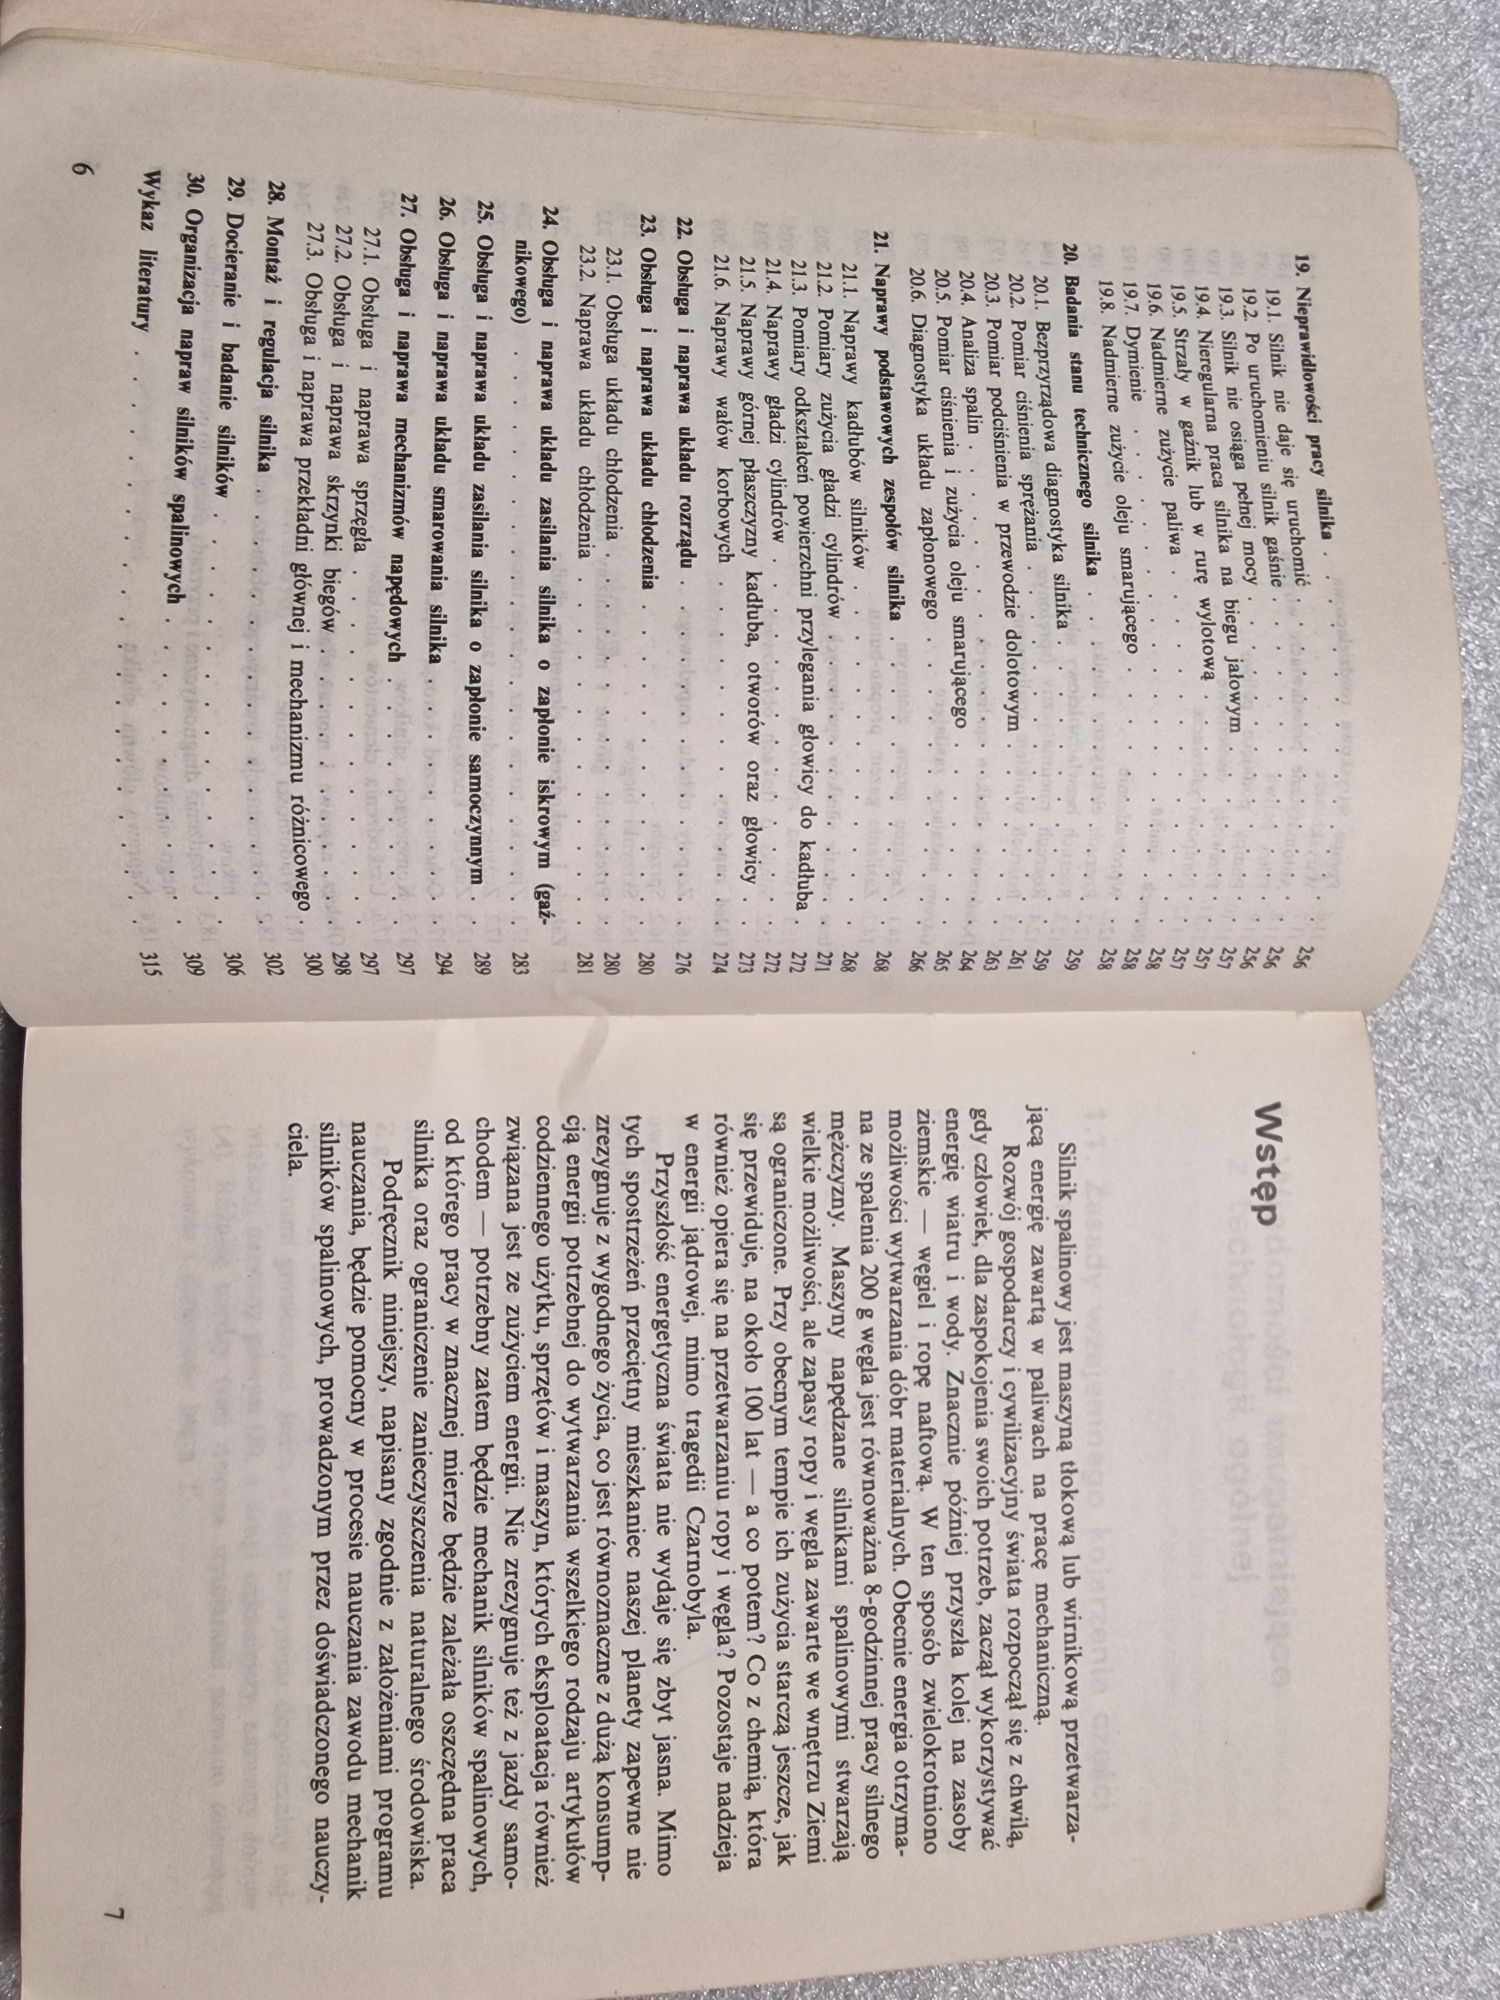 19. Nieprawidłowości pracy silnika . . . . . . . . . . . . 256
19.1. Silnik nie daje się uruchomić . . . . . . . . . . . . 256
19.2. Po uruchomieniu silnik gaśnie . . . . . . . . . . . . 256
19.3. Silnik nie osiąga pełnej mocy . . . . . . . . . . . . 257
19.4. Nieregularna praca silnika na biegu jałowym . . . . . . . . 257
19.5. Strzały w gaźnik lub w rurę wylotową . . . . . . . . . . 257
19.6. Nadmierne zużycie paliwa . . . . . . . . . . . . . 258
19.7. Dymienie . . . . . . . . . . . . . . . . . . 258
19.8. Nadmierne zużycie oleju smarującego . . . . . . . . . . 258
20. Badania stanu technicznego silnika . . . . . . . . . . . . 259
20.1. Bezprzyrządowa diagnostyka silnika . . . . . . . . . . 259
20.2. Pomiar ciśnienia sprężania . . . . . . . . . . . . . 261
20.3. Pomiar podciśnienia w przewodzie dolotowym . . . . . . . . 263
20.4. Analiza spalin . . . . . . . . . . . . . . . . . 264
20.5. Pomiar ciśnienia i zużycia oleju smarującego . . . . . . . . 265
20.6. Diagnostyka układu zapłonowego . . . . . . . . . . . 266
21. Naprawy podstawowych zespołów silnika . . . . . . . . . . 268
21.1. Naprawy kadłubów silników . . . . . . . . . . . . . 268
21.2. Pomiary zużycia gładzi cylindrów . . . . . . . . . . . 271
21.3. Pomiary odkształceń powierzchni przylegania głowicy do kadłuba . 272
21.4. Naprawy gładzi cylindrów . . . . . . . . . . . . . 272
21.5. Naprawy górnej płaszczyzny kadłuba, otworów oraz głowicy . . 273
21.6. Naprawy wałów korbowych . . . . . . . . . . . . . 274
22. Obsługa i naprawa układu rozrządu . . . . . . . . . . . . 276
23. Obsługa i naprawa układu chłodzenia . . . . . . . . . . . 280
23.1. Obsługa układu chłodzenia . . . . . . . . . . . . . 280
23.2. Naprawa układu chłodzenia . . . . . . . . . . . . . 281
24. Obsługa i naprawa układu zasilania silnika o zapłonie iskrowym (gaź-
nikowego) . . . . . . . . . . . . . . . . . . . 283
25. Obsługa i naprawa układu zasilania silnika o zapłonie samoczynnym . . 289
26. Obsługa i naprawa układu smarowania silnika . . . . . . . . . 294
27. Obsługa i naprawa mechanizmów napędowych . . . . . . . . . 297
27.1. Obsługa i naprawa sprzęgła . . . . . . . . . . . . 297
27.2. Obsługa i naprawa skrzynki biegów . . . . . . . . . . 298
27.3. Obsługa i naprawa przekładni głównej i mechanizmu różnicowego . 300
28. Montaż i regulacja silnika . . . . . . . . . . . . . . 302
29. Docieranie i badanie silników . . . . . . . . . . . . . 306
30. Organizacja napraw silników spalinowych . . . . . . . . . . 309
Wykaz literatury . . . . . . . . . . . . . . . . . 315
6
Wstęp
Silnik spalinowy jest maszyną tłokową lub wirnikową przetwarza-
jącą energię zawartą w paliwach na pracę mechaniczną.
Rozwój gospodarczy i cywilizacyjny świata rozpoczął się z chwilą,
gdy człowiek, dla zaspokojenia swoich potrzeb, zaczął wykorzystywać
energię wiatru i wody. Znacznie później przyszła kolej na zasoby
ziemskie — węgiel i ropę naftową. W ten sposób zwielokrotniono
możliwości wytwarzania dóbr materialnych. Obecnie energia otrzyma-
na ze spalenia 200 g węgla jest równoważna 8-godzinnej pracy silnego
mężczyzny. Maszyny napędzane silnikami spalinowymi stwarzają
wielkie możliwości, ale zapasy ropy i węgla zawarte we wnętrzu Ziemi
są ograniczone. Przy obecnym tempie ich zużycia starczą jeszcze, jak
się przewiduje, na około 100 lat — a co potem? Co z chemią, która
również opiera się na przetwarzaniu ropy i węgla? Pozostaje nadzieja
w energii jądrowej, mimo tragedii Czarnobyla.
Przyszłość energetyczna świata nie wydaje się zbyt jasna. Mimo
tych spostrzeżeń przeciętny mieszkaniec naszej planety zapewne nie
zrezygnuje z wygodnego życia, co jest równoznaczne z dużą konsump-
cją energii potrzebnej do wytwarzania wszelkiego rodzaju artykułów
codziennego użytku, sprzętów i maszyn, których eksploatacja również
związana jest ze zużyciem energii. Nie zrezygnuje też z jazdy samo-
chodem — potrzebny zatem będzie mechanik silników spalinowych,
od którego pracy w znacznej mierze będzie zależała oszczędna praca
silnika oraz ograniczenie zanieczyszczenia naturalnego środowiska.
Podręcznik niniejszy, napisany zgodnie z założeniami programu
nauczania, będzie pomocny w procesie nauczania zawodu mechanik
silników spalinowych, prowadzonym przez doświadczonego nauczy-
ciela.
7